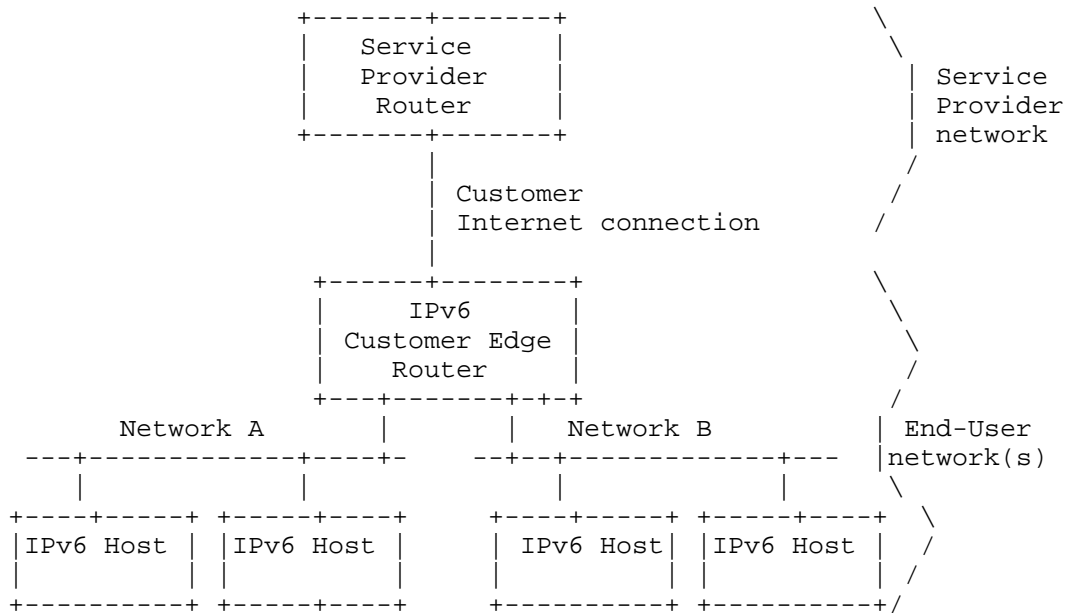 Service
Provider
Router
Service
Provider
network
Customer
Internet connection
IPv6
Customer Edge
Router
Network A
Network B
End-User
network(s)
IPv6 Host
IPv6 Host
IPv6 Host
IPv6 Host